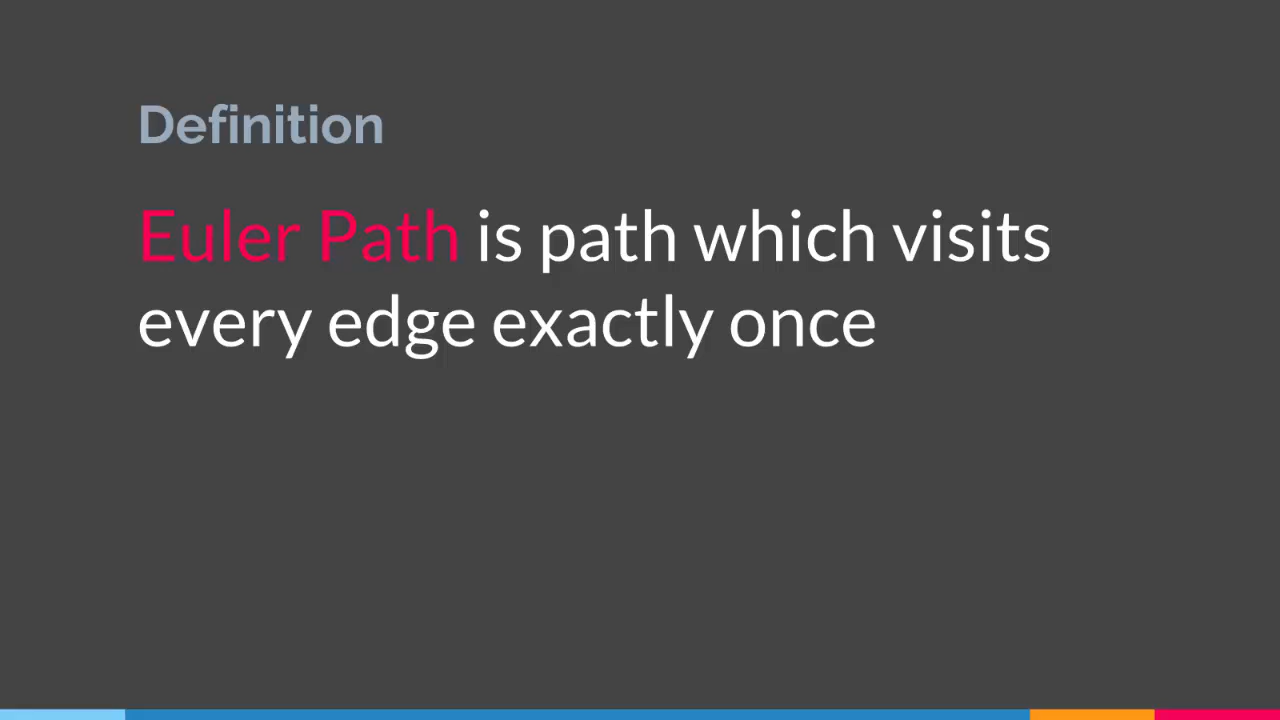 Definition
Euler Path is path which visits
every edge exactly once